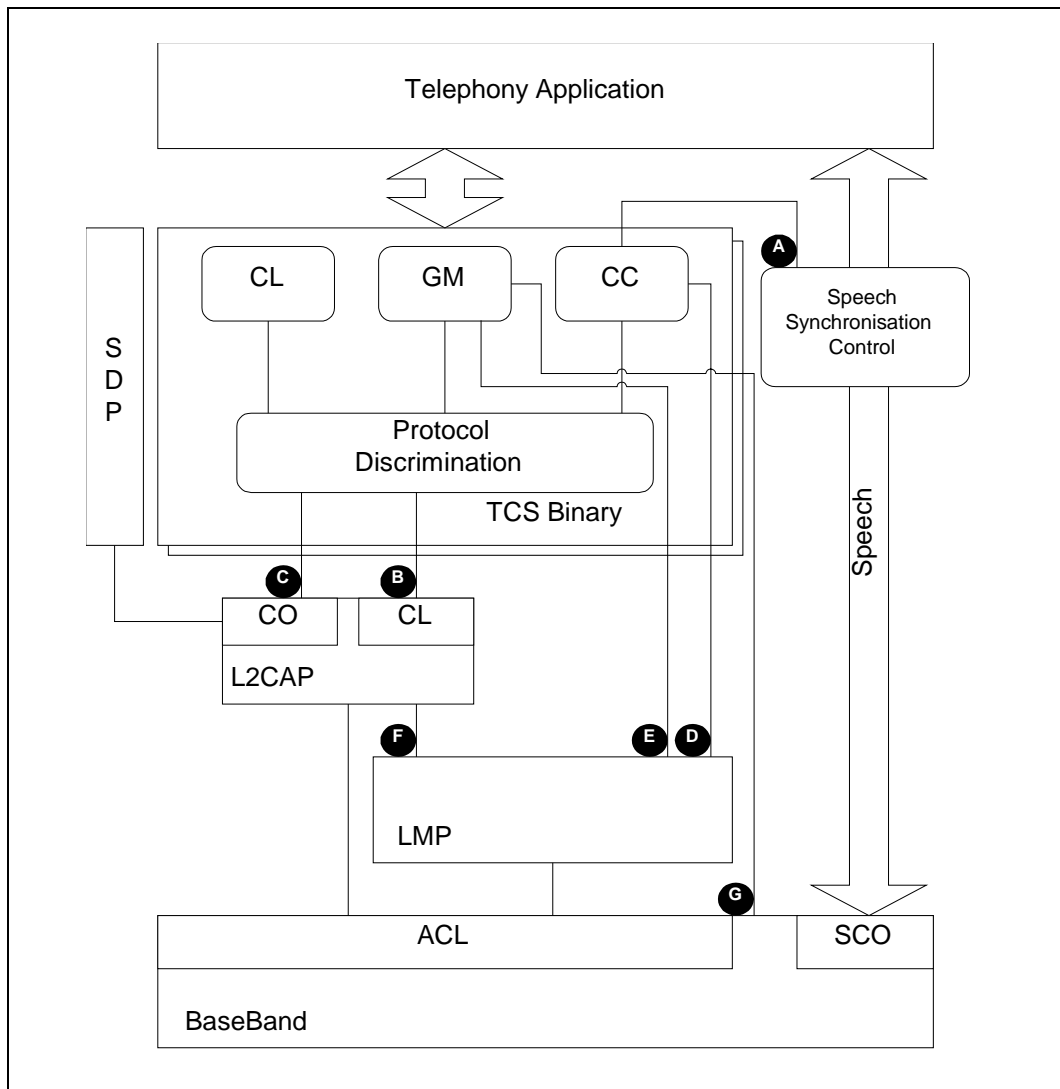 Telephony Application
A
CL
GM
CC
Speech
Synchronisation
Control
S
D
P
Protocol
Discrimination
TCS Binary
Speech
C
B
CO
CL
L2CAP
F
E
D
LMP
G
ACL
SCO
BaseBand